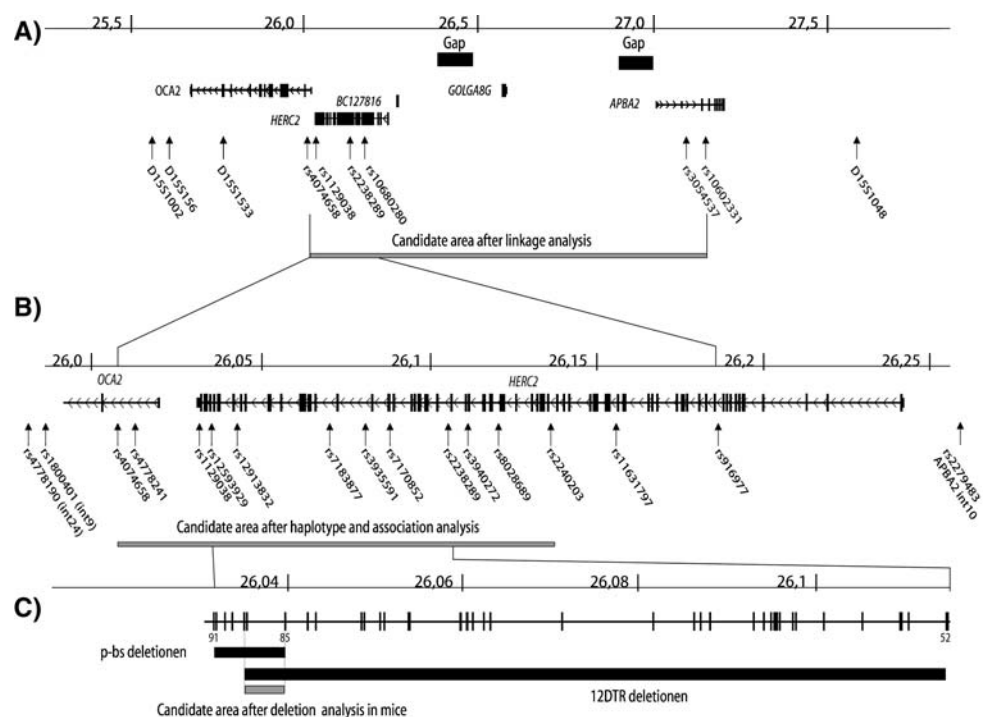 A)
25,5 26,0 26,5 27,0 27,5
Gap Gap
OCA2 BC127816 GOLGA8G APBA2
HERC2
D15S1002
D15S156
D15S1533
rs4074658
rs1129038
rs2238289
rs10680280
rs3054537
rs10602331
D15S1048
Candidate area after linkage analysis
B)
26,0 26,05 26,1 26,15 26,2 26,25
OCA2 HERC2
rs4778190 (int24)
rs1800401 (int9)
rs4074658
rs4778241
rs1129038
rs12593929
rs12913832
rs7183877
rs3935591
rs7170852
rs2238289
rs3940272
rs8028689
rs2240203
rs11631797
rs916977
rs2279483
APBA2 int10
Candidate area after haplotype and association analysis
26,04 26,06 26,08 26,1
C)
91 85 52
p-bs deletionen
12DTR deletionen
Candidate area after deletion analysis in mice